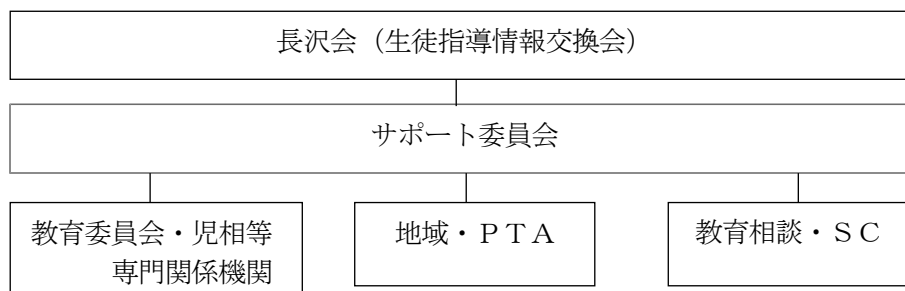 長沢会（生徒指導情報交換会）
サポート委員会
教育委員会・児相等
専門関係機関
地域・ＰＴＡ
教育相談・ＳＣ